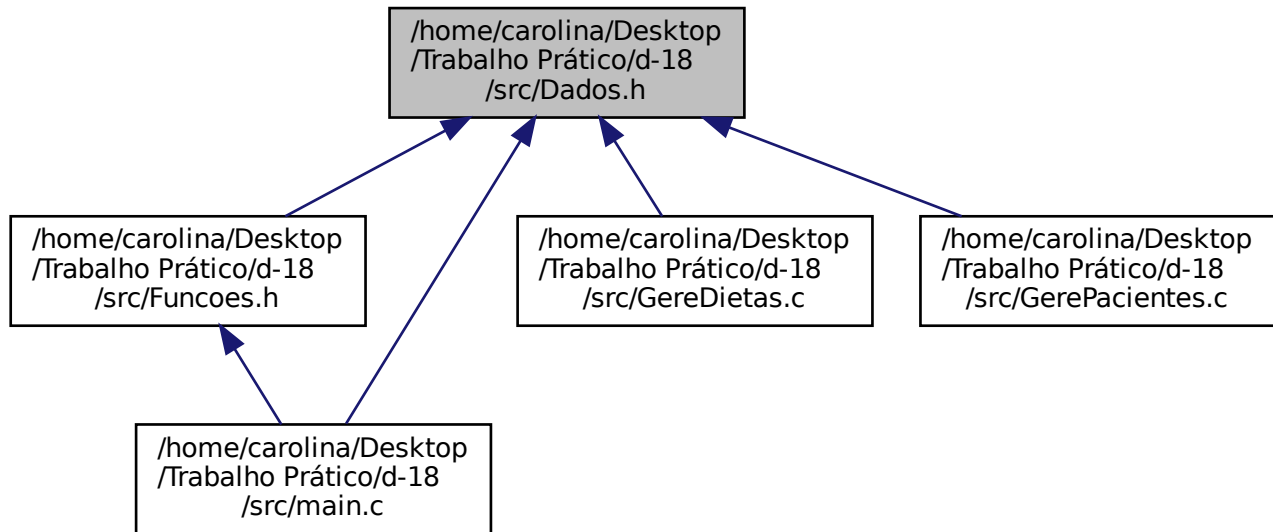 /home/carolina/Desktop
/Trabalho Prático/d-18
/src/Dados.h
/home/carolina/Desktop
/Trabalho Prático/d-18
/src/Funcoes.h
/home/carolina/Desktop
/Trabalho Prático/d-18
/src/GereDietas.c
/home/carolina/Desktop
/Trabalho Prático/d-18
/src/GerePacientes.c
/home/carolina/Desktop
/Trabalho Prático/d-18
/src/main.c